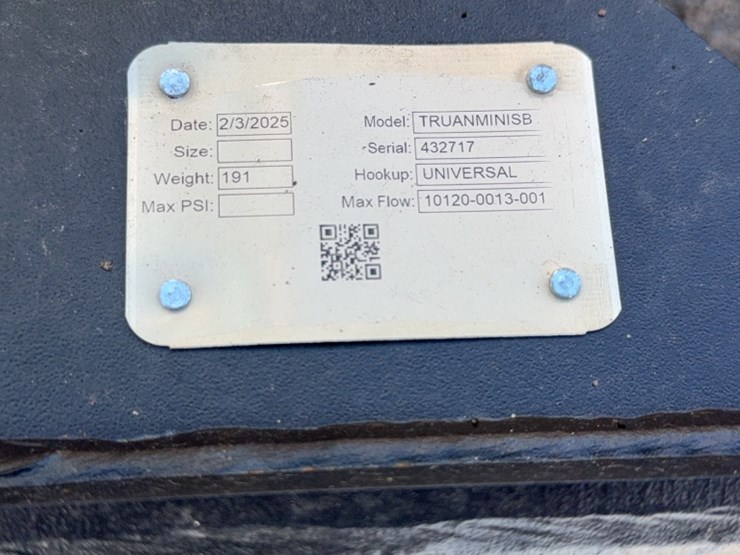 Date: 2/3/2025
Size:
Weight: 191
Max PSI:
Model: TRUANMINISB
Serial: 432717
Hookup: UNIVERSAL
Max Flow: 10120-0013-001